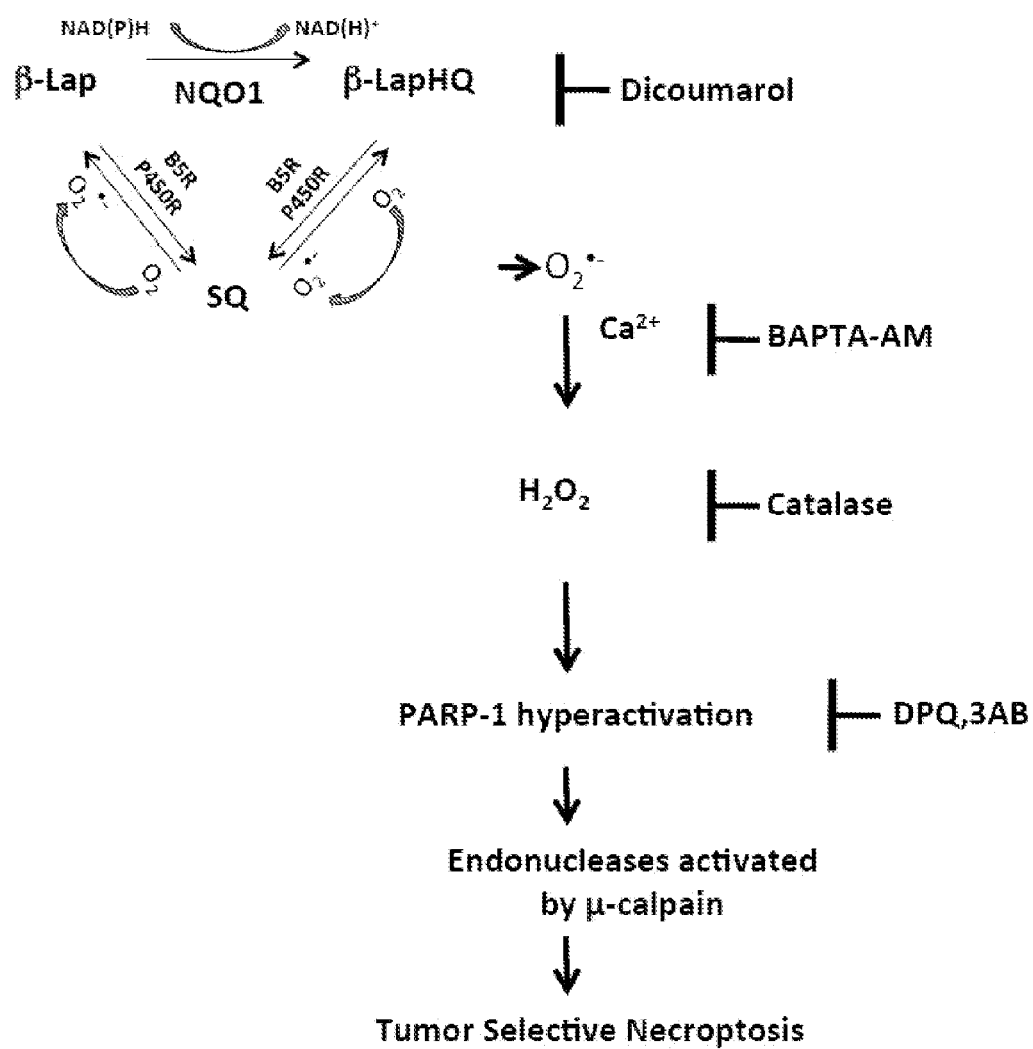 NAD(P)H NAD(H)⁺
β-Lap NQO1 β-LapHQ
Dicoumarol
B5R
P450R
B5R
P450R
O₂•-
O₂
O₂
O₂•-
SQ
O₂•-
Ca²⁺
BAPTA-AM
H₂O₂
Catalase
PARP-1 hyperactivation
DPQ,3AB
Endonucleases activated
by μ-calpain
Tumor Selective Necroptosis